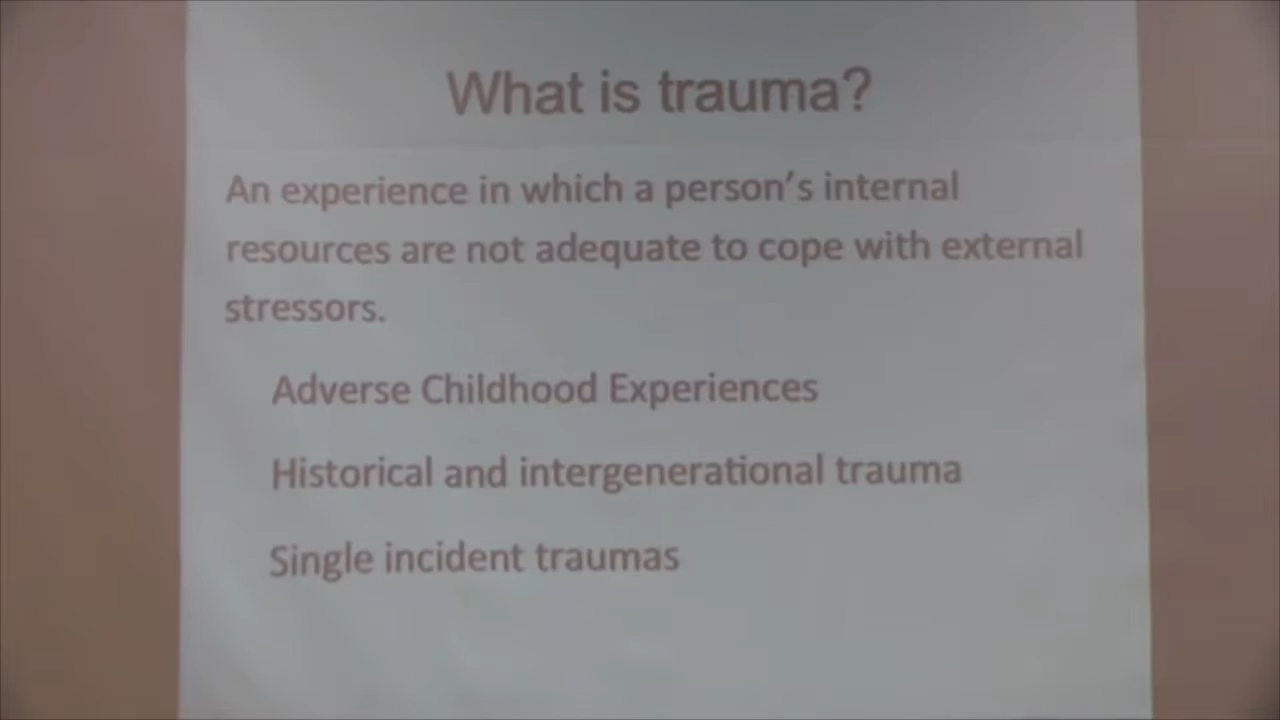 What is trauma?
An experience in which a person's internal
resources are not adequate to cope with external
stressors.
Adverse Childhood Experiences
Historical and intergenerational trauma
Single incident traumas